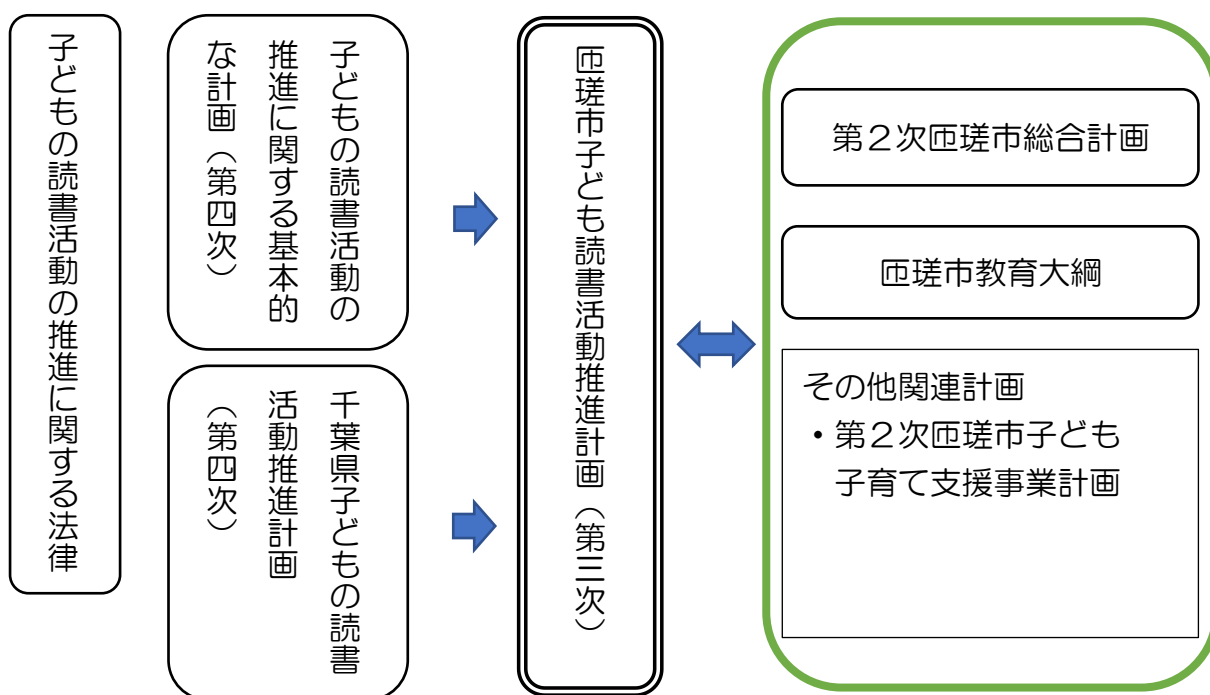 子どもの読書活動の推進に関する法律
子どもの読書活動の
推進に関する基本的
な計画（第四次）
千葉県子どもの読書
活動推進計画
（第四次）
匝瑳市子ども読書活動推進計画（第三次）
第２次匝瑳市総合計画
匝瑳市教育大綱
その他関連計画
・第２次匝瑳市子ども
子育て支援事業計画